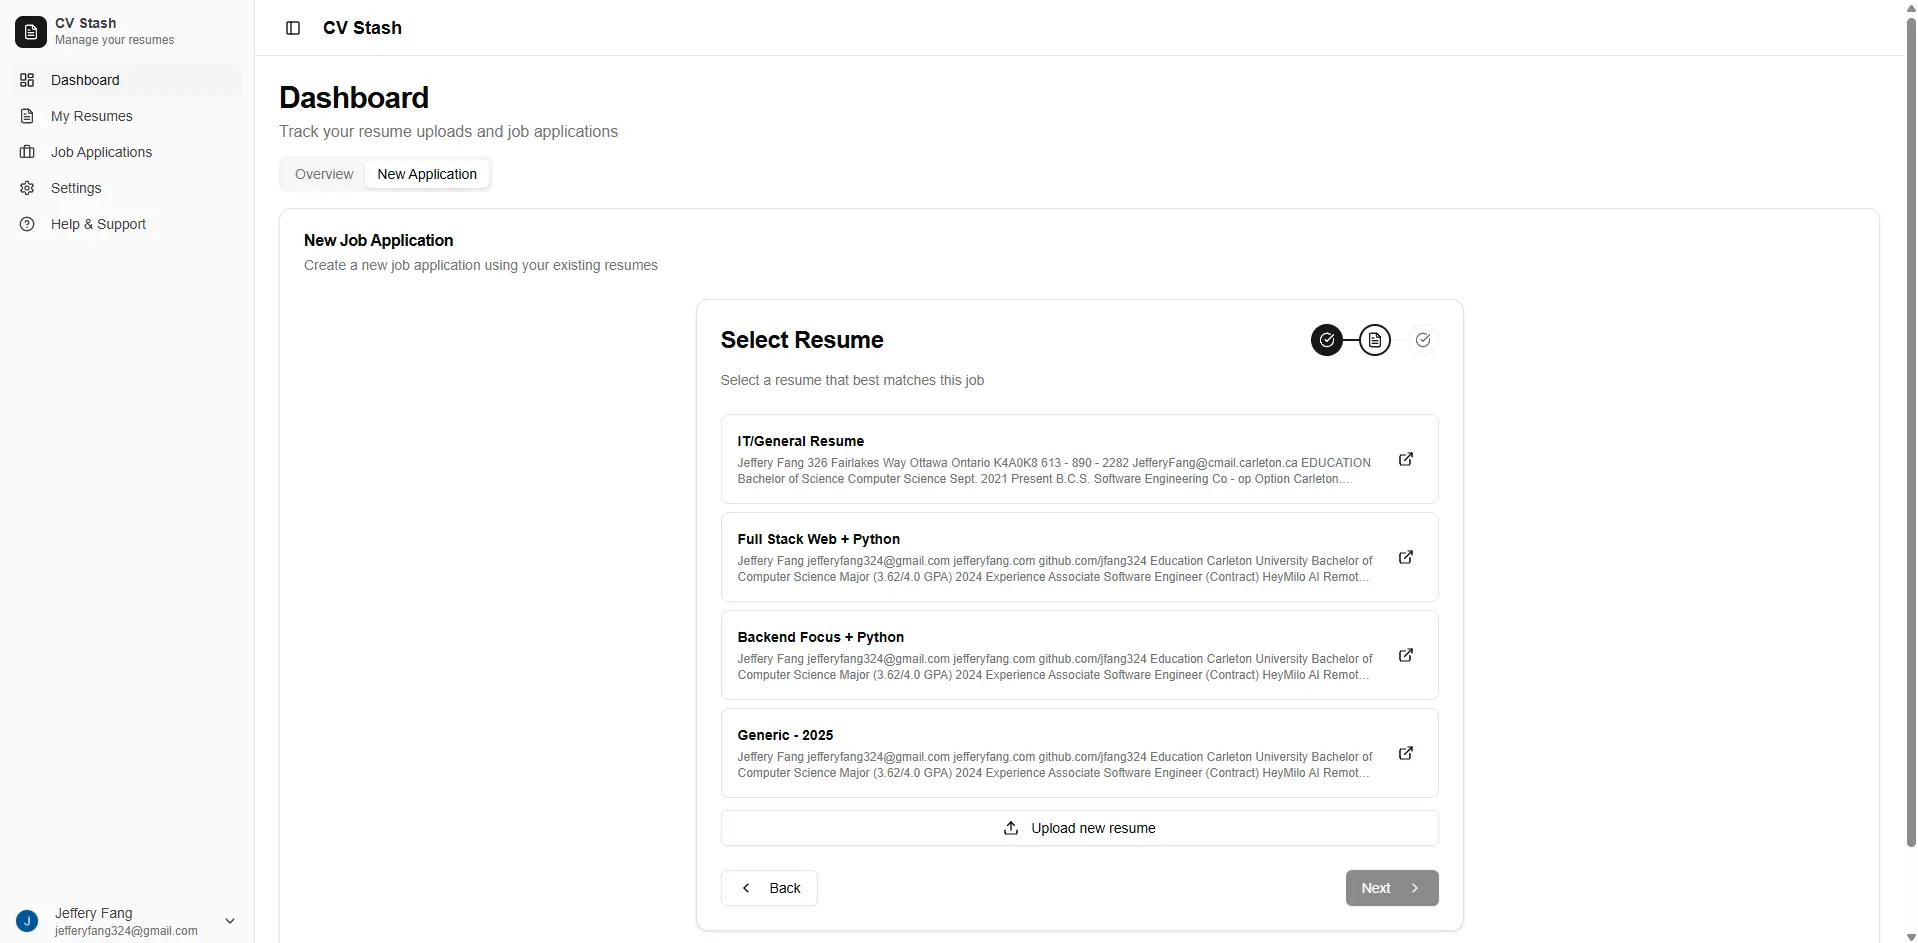 CV Stash
Manage your resumes
Dashboard
My Resumes
Job Applications
Settings
Help & Support
J
Jeffery Fang
jefferyfang324@gmail.com
CV Stash
Dashboard
Track your resume uploads and job applications
Overview
New Application
New Job Application
Create a new job application using your existing resumes
Select Resume
Select a resume that best matches this job
IT/General Resume
Jeffery Fang 326 Fairlakes Way Ottawa Ontario K4A0K8 613 - 890 - 2282 JefferyFang@cmail.carleton.ca EDUCATION
Bachelor of Science Computer Science Sept. 2021 Present B.C.S. Software Engineering Co - op Option Carleton...
Full Stack Web + Python
Jeffery Fang jefferyfang324@gmail.com jefferyfang.com github.com/jfang324 Education Carleton University Bachelor of
Computer Science Major (3.62/4.0 GPA) 2024 Experience Associate Software Engineer (Contract) HeyMilo AI Remot...
Backend Focus + Python
Jeffery Fang jefferyfang324@gmail.com jefferyfang.com github.com/jfang324 Education Carleton University Bachelor of
Computer Science Major (3.62/4.0 GPA) 2024 Experience Associate Software Engineer (Contract) HeyMilo AI Remot...
Generic - 2025
Jeffery Fang jefferyfang324@gmail.com jefferyfang.com github.com/jfang324 Education Carleton University Bachelor of
Computer Science Major (3.62/4.0 GPA) 2024 Experience Associate Software Engineer (Contract) HeyMilo AI Remot...
Upload new resume
Back
Next